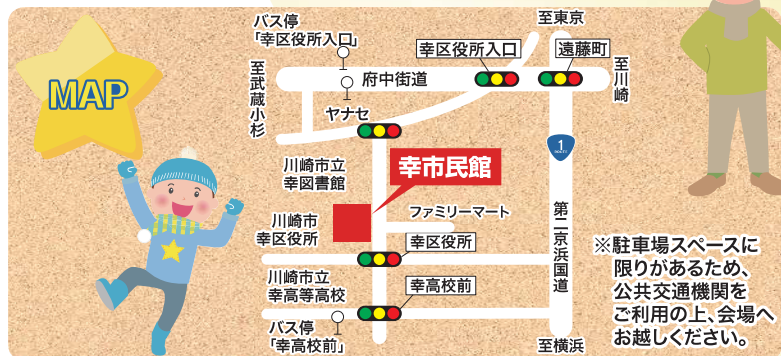 MAP
バス停
「幸区役所入口」
至東京
幸区役所入口
遠藤町
至武蔵小杉
府中街道
至川崎
ヤナセ
1
川崎市立
幸図書館
幸市民館
ファミリーマート
川崎市
幸区役所
幸区役所
第二京浜国道
川崎市立
幸高等高校
幸高校前
バス停
「幸高校前」
至横浜
※駐車場スペースに
限りがあるため、
公共交通機関を
ご利用の上、会場へ
お越しください。